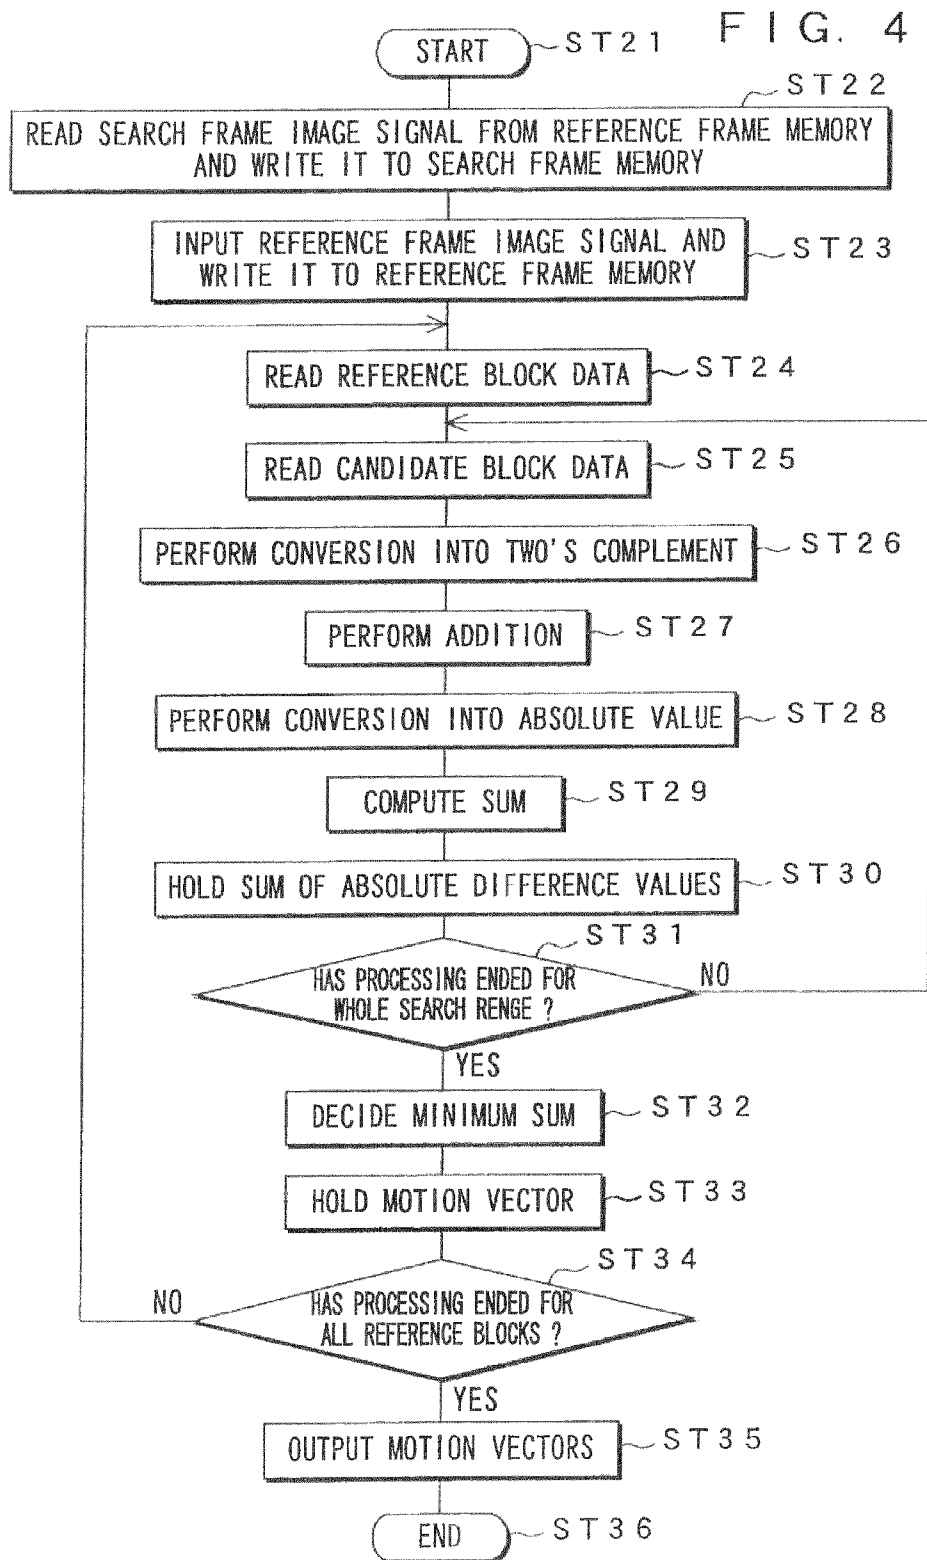 FIG. 4
START
ST21
ST22
READ SEARCH FRAME IMAGE SIGNAL FROM REFERENCE FRAME MEMORY
AND WRITE IT TO SEARCH FRAME MEMORY
INPUT REFERENCE FRAME IMAGE SIGNAL AND
WRITE IT TO REFERENCE FRAME MEMORY
ST23
READ REFERENCE BLOCK DATA
ST24
READ CANDIDATE BLOCK DATA
ST25
PERFORM CONVERSION INTO TWO'S COMPLEMENT
ST26
PERFORM ADDITION
ST27
PERFORM CONVERSION INTO ABSOLUTE VALUE
ST28
COMPUTE SUM
ST29
HOLD SUM OF ABSOLUTE DIFFERENCE VALUES
ST30
ST31
HAS PROCESSING ENDED FOR
WHOLE SEARCH RENGE ?
NO
YES
DECIDE MINIMUM SUM
ST32
HOLD MOTION VECTOR
ST33
ST34
NO
HAS PROCESSING ENDED FOR
ALL REFERENCE BLOCKS ?
YES
OUTPUT MOTION VECTORS
ST35
END
ST36